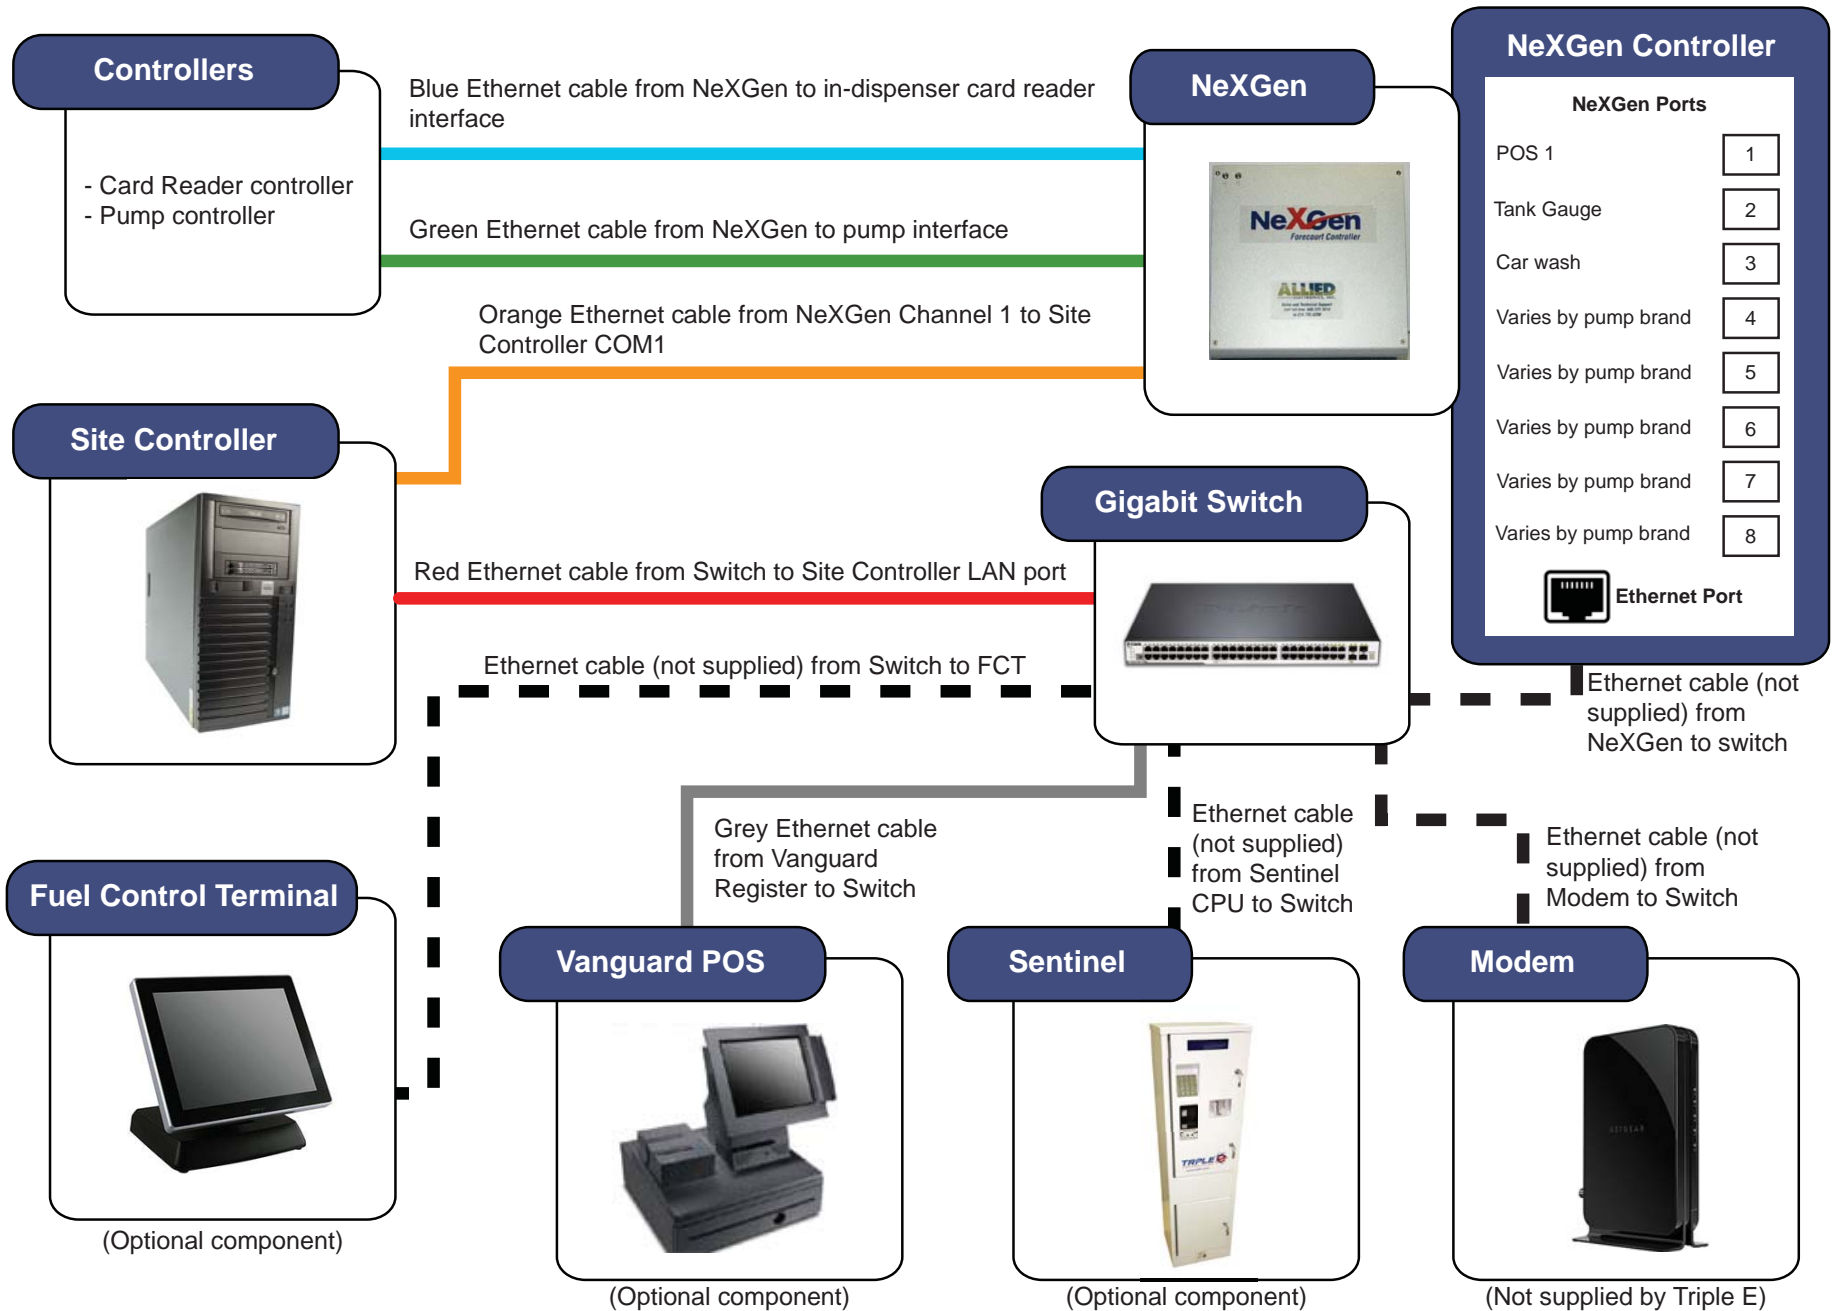 Controllers
- Card Reader controller
- Pump controller
Blue Ethernet cable from NeXGen to in-dispenser card reader
interface
Green Ethernet cable from NeXGen to pump interface
Orange Ethernet cable from NeXGen Channel 1 to Site
Controller COM1
NeXGen
NeXGen
Forecourt Controller
ALLIED
NeXGen Controller
NeXGen Ports
POS 1 1
Tank Gauge 2
Car wash 3
Varies by pump brand 4
Varies by pump brand 5
Varies by pump brand 6
Varies by pump brand 7
Varies by pump brand 8
Ethernet Port
Site Controller
Red Ethernet cable from Switch to Site Controller LAN port
Gigabit Switch
Ethernet cable (not supplied) from Switch to FCT
Ethernet cable (not
supplied) from
NeXGen to switch
Grey Ethernet cable
from Vanguard
Register to Switch
Ethernet cable
(not supplied)
from Sentinel
CPU to Switch
Ethernet cable (not
supplied) from
Modem to Switch
Fuel Control Terminal
(Optional component)
Vanguard POS
(Optional component)
Sentinel
TRIPLE E
(Optional component)
Modem
NETGEAR
(Not supplied by Triple E)